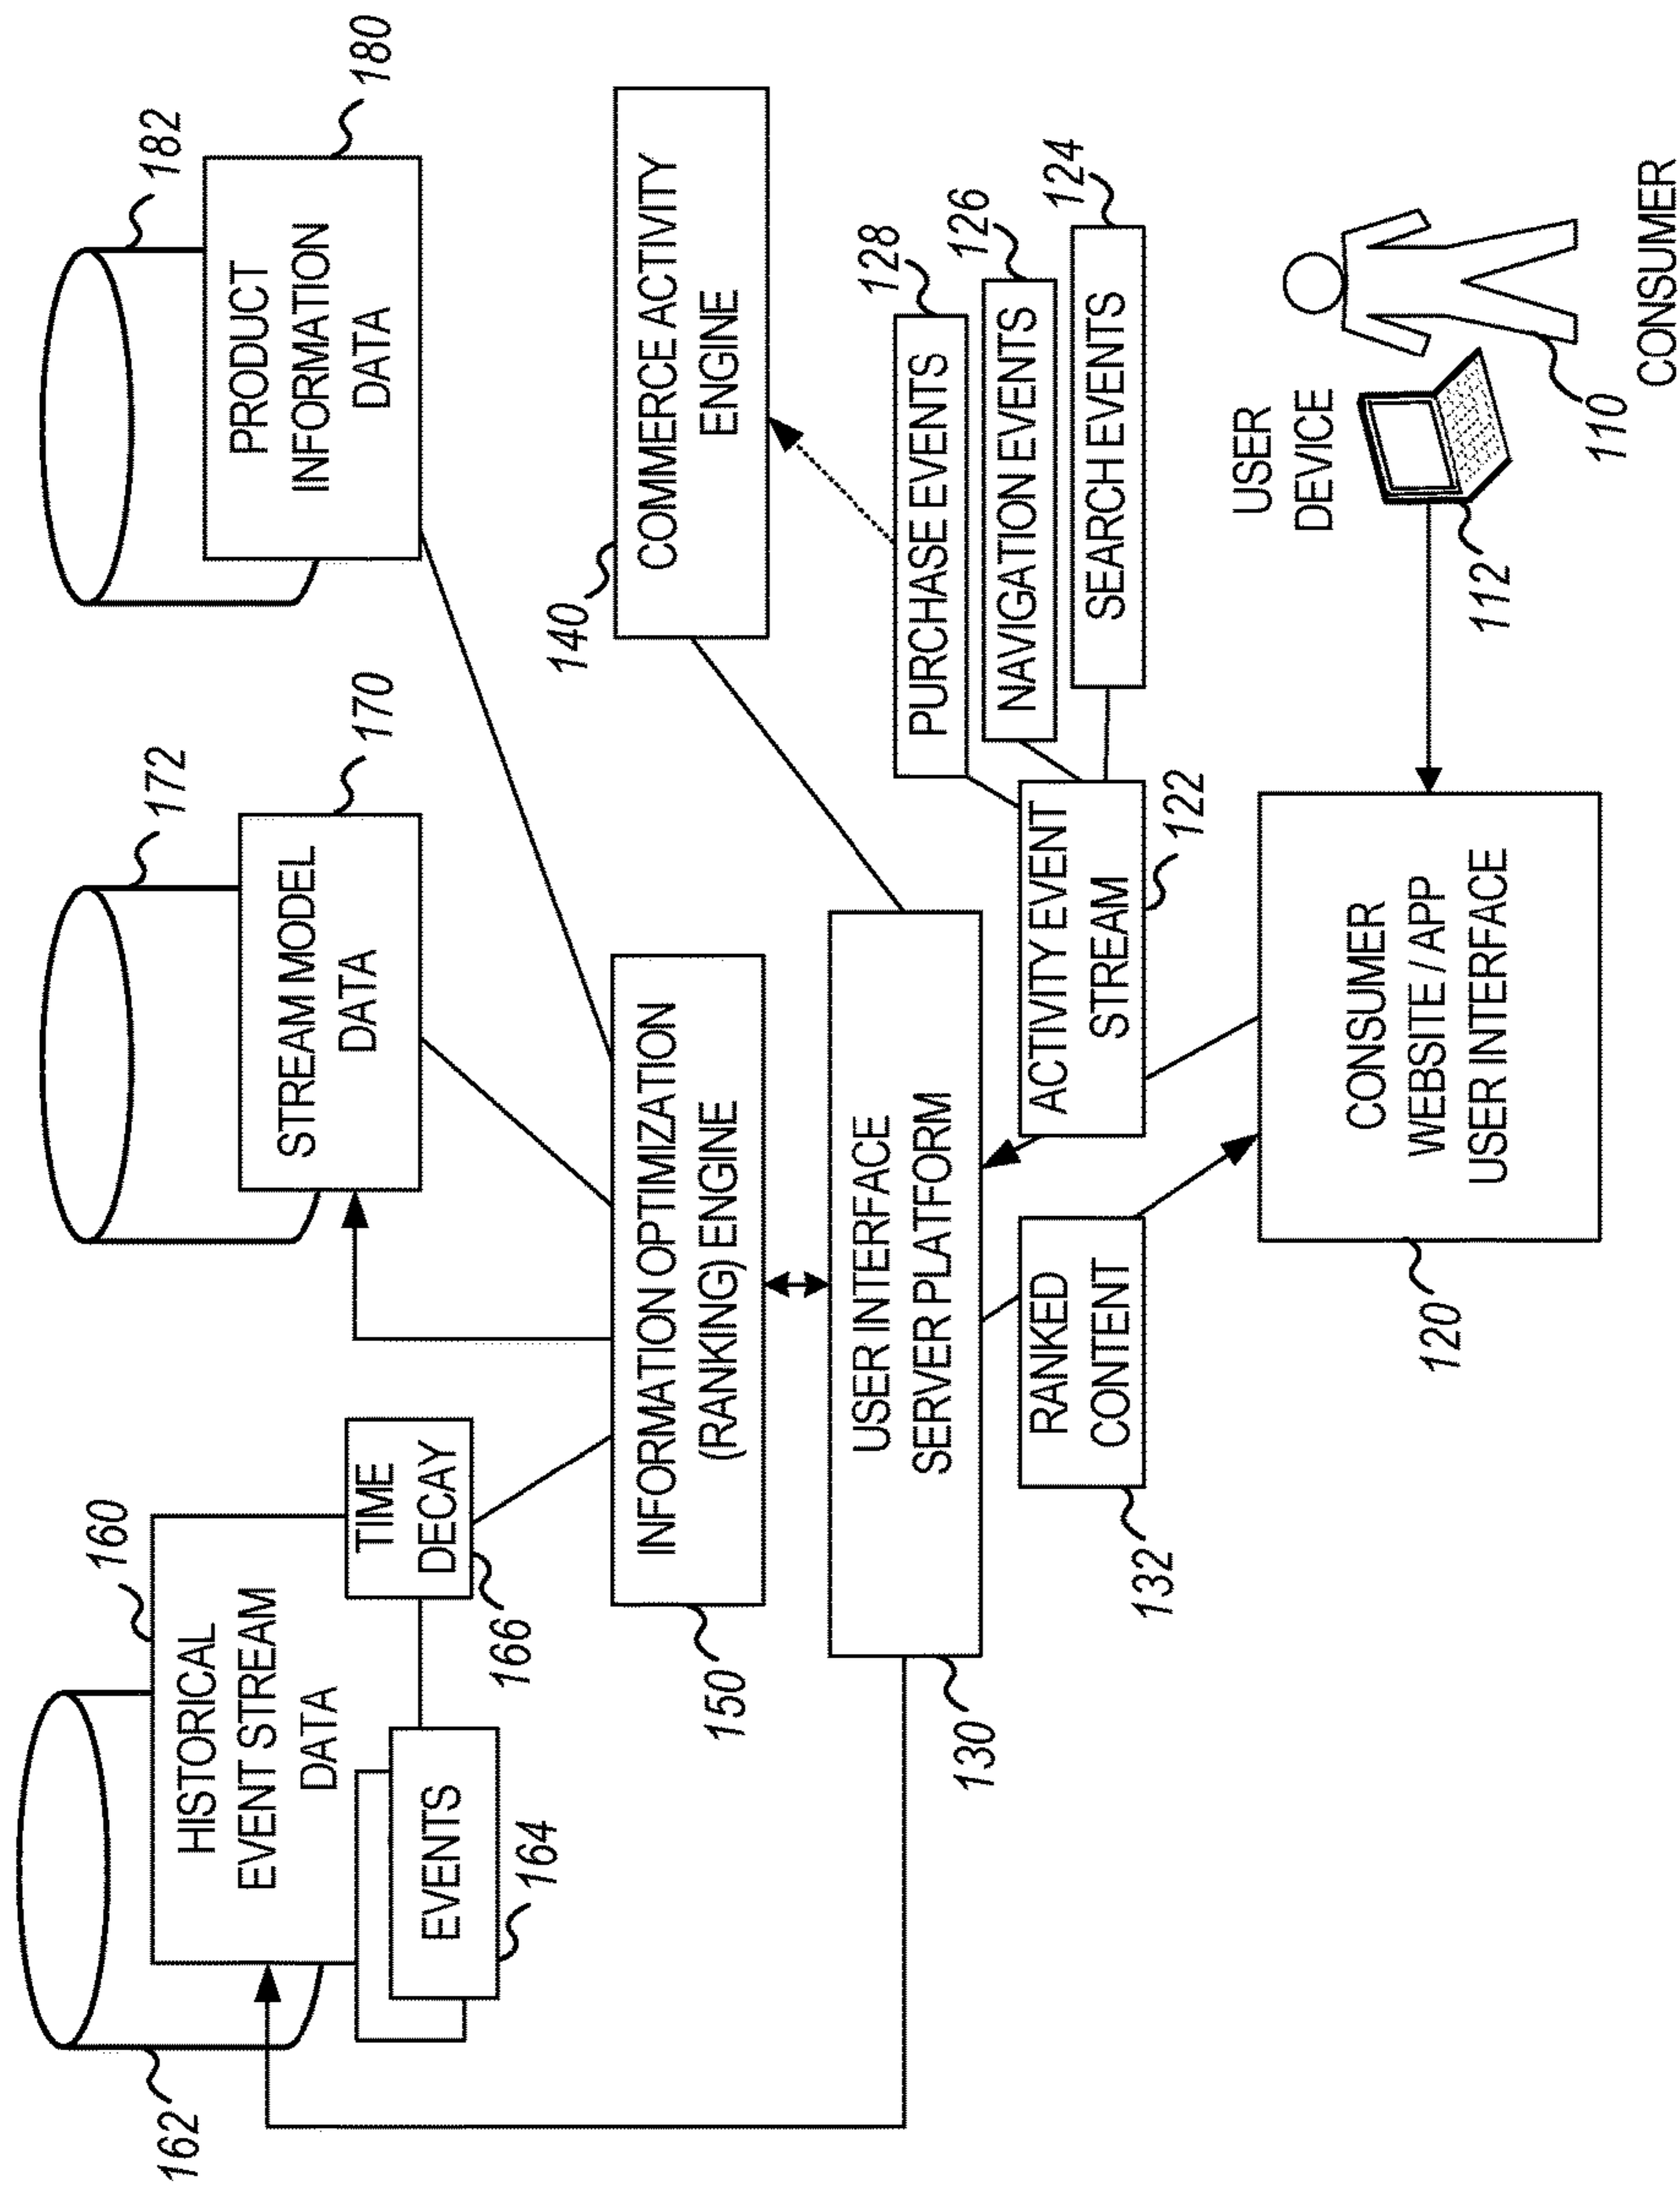 162
HISTORICAL
EVENT STREAM
DATA
160
EVENTS
164
TIME
DECAY
166
172
STREAM MODEL
DATA
170
182
PRODUCT
INFORMATION
DATA
180
INFORMATION OPTIMIZATION
(RANKING) ENGINE
150
140
COMMERCE ACTIVITY
ENGINE
USER INTERFACE
SERVER PLATFORM
130
PURCHASE EVENTS
128
NAVIGATION EVENTS
126
SEARCH EVENTS
124
RANKED
CONTENT
132
ACTIVITY EVENT
STREAM
122
CONSUMER
WEBSITE / APP
USER INTERFACE
120
USER
DEVICE
112
110
CONSUMER